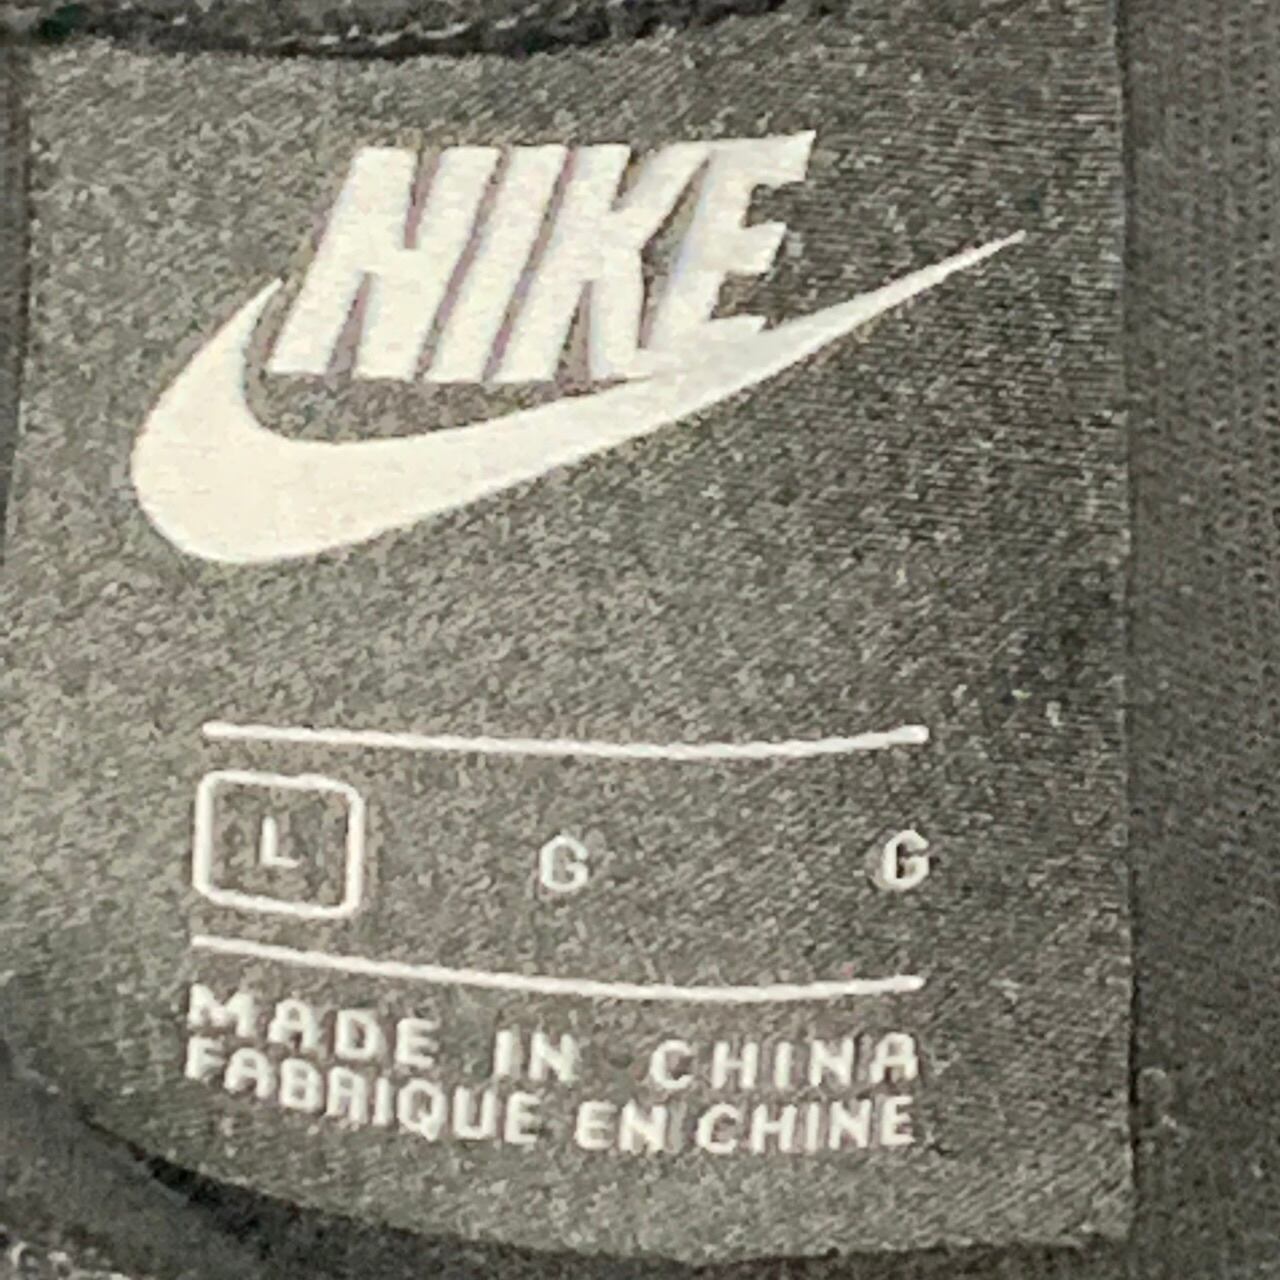 NIKE
L G G
MADE IN CHINA
FABRIQUE EN CHINE